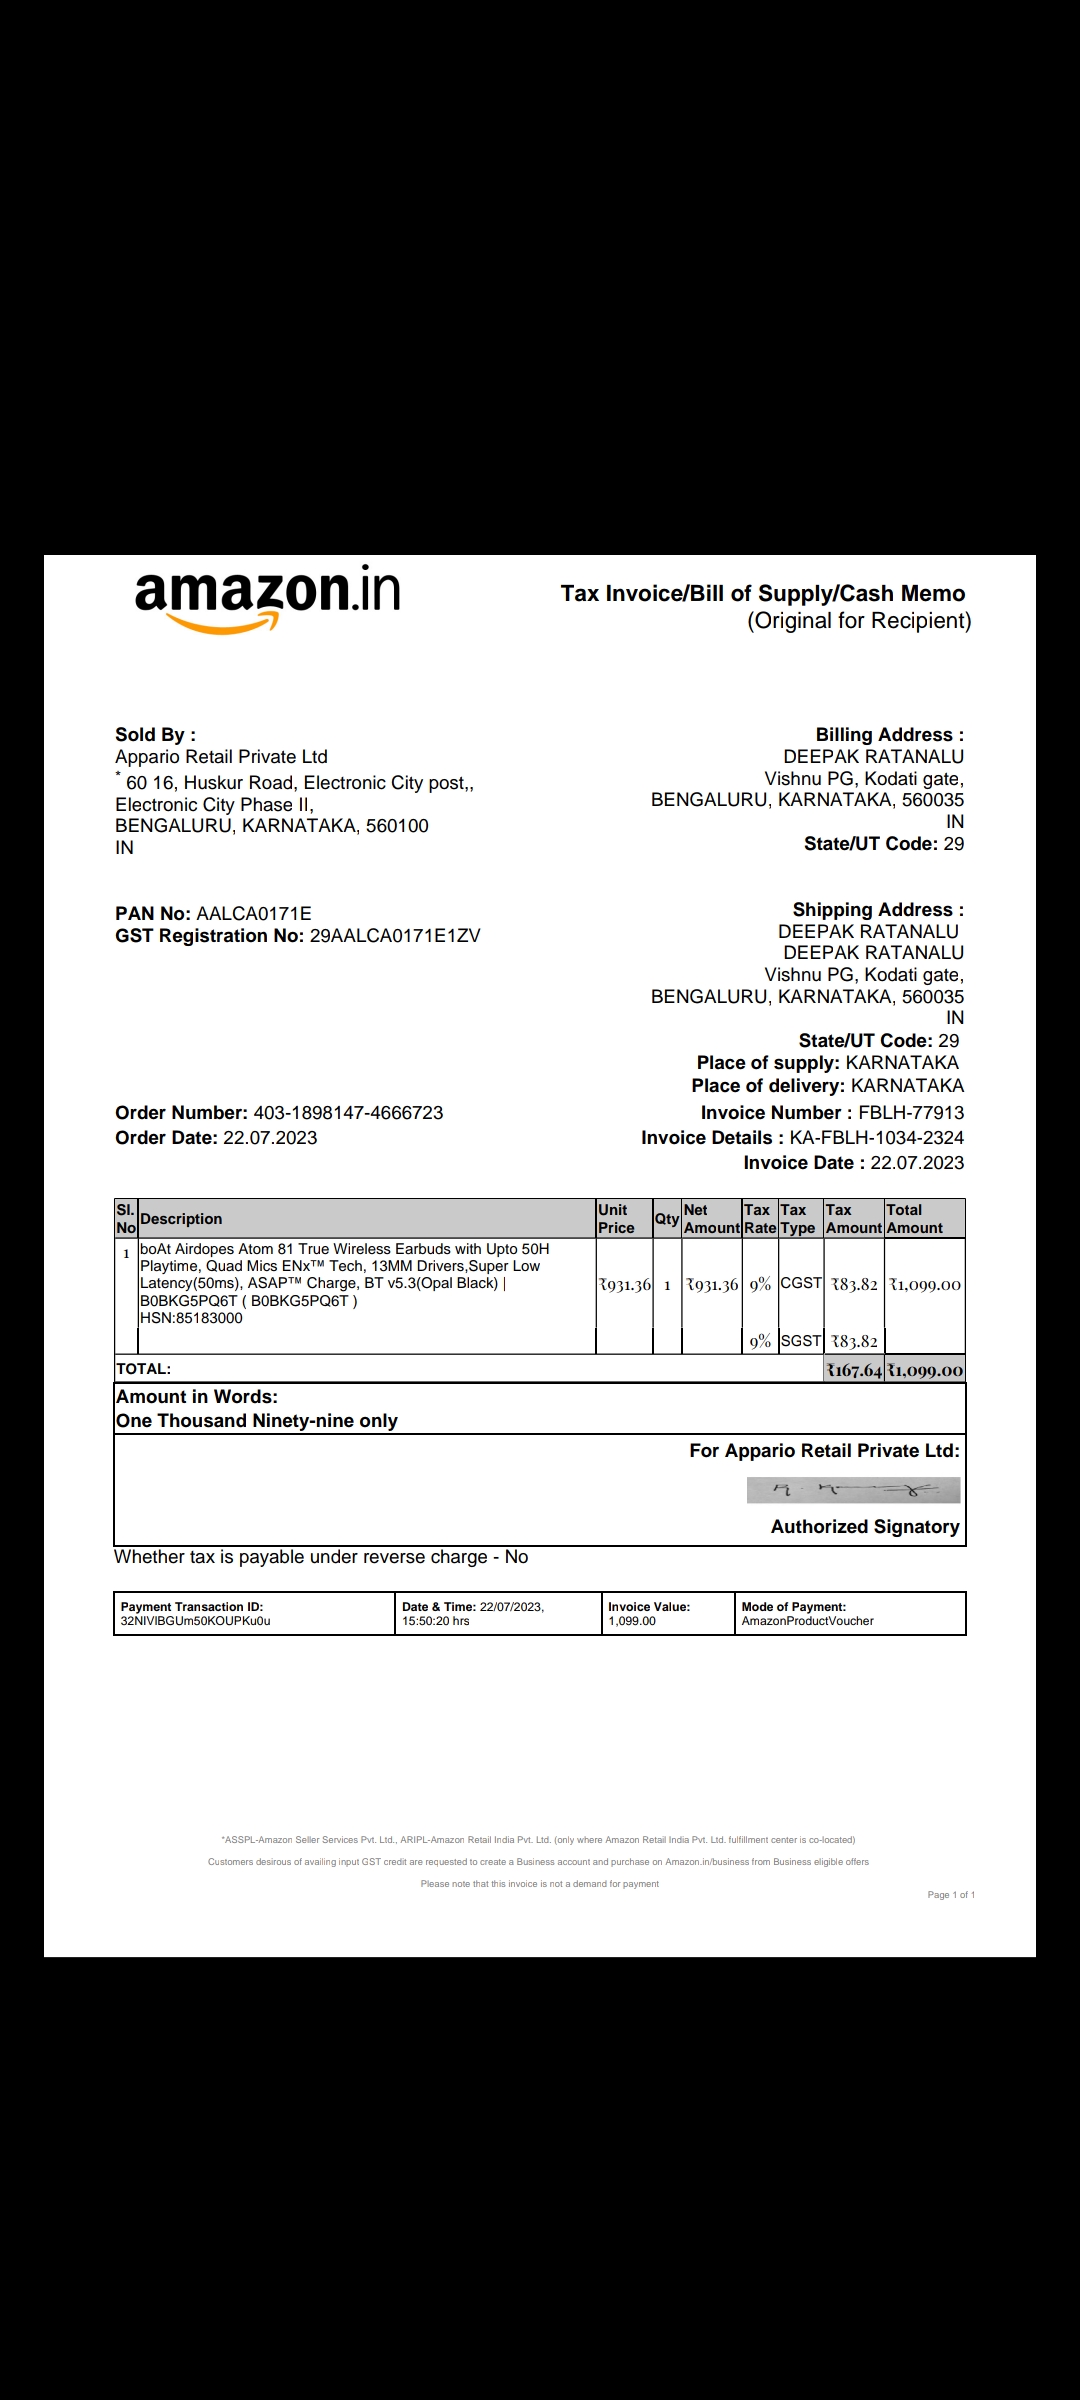 amazon.in
Tax Invoice/Bill of Supply/Cash Memo
(Original for Recipient)
Sold By :
Appario Retail Private Ltd
* 60 16, Huskur Road, Electronic City post,,
Electronic City Phase II,
BENGALURU, KARNATAKA, 560100
IN
Billing Address :
DEEPAK RATANALU
Vishnu PG, Kodati gate,
BENGALURU, KARNATAKA, 560035
IN
State/UT Code: 29
PAN No: AALCA0171E
GST Registration No: 29AALCA0171E1ZV
Shipping Address :
DEEPAK RATANALU
DEEPAK RATANALU
Vishnu PG, Kodati gate,
BENGALURU, KARNATAKA, 560035
IN
State/UT Code: 29
Place of supply: KARNATAKA
Place of delivery: KARNATAKA
Order Number: 403-1898147-4666723
Order Date: 22.07.2023
Invoice Number : FBLH-77913
Invoice Details : KA-FBLH-1034-2324
Invoice Date : 22.07.2023
Sl. No Description Unit Price Qty Net Amount Tax Rate Tax Type Tax Amount Total Amount
1 boAt Airdopes Atom 81 True Wireless Earbuds with Upto 50H
Playtime, Quad Mics ENx™ Tech, 13MM Drivers,Super Low
Latency(50ms), ASAP™ Charge, BT v5.3(Opal Black) | ₹931.36 1 ₹931.36 9% CGST ₹83.82 ₹1,099.00
B0BKG5PQ6T ( B0BKG5PQ6T )
HSN:85183000
9% SGST ₹83.82
TOTAL: ₹167.64 ₹1,099.00
Amount in Words:
One Thousand Ninety-nine only
For Appario Retail Private Ltd:
Authorized Signatory
Whether tax is payable under reverse charge - No
Payment Transaction ID:
32NIVIBGUm50KOUPKu0u
Date & Time: 22/07/2023,
15:50:20 hrs
Invoice Value:
1,099.00
Mode of Payment:
AmazonProductVoucher
*ASSPL-Amazon Seller Services Pvt. Ltd., ARIPL-Amazon Retail India Pvt. Ltd. (only where Amazon Retail India Pvt. Ltd. fulfillment center is co-located)
Customers desirous of availing input GST credit are requested to create a Business account and purchase on Amazon.in/business from Business eligible offers
Please note that this invoice is not a demand for payment
Page 1 of 1